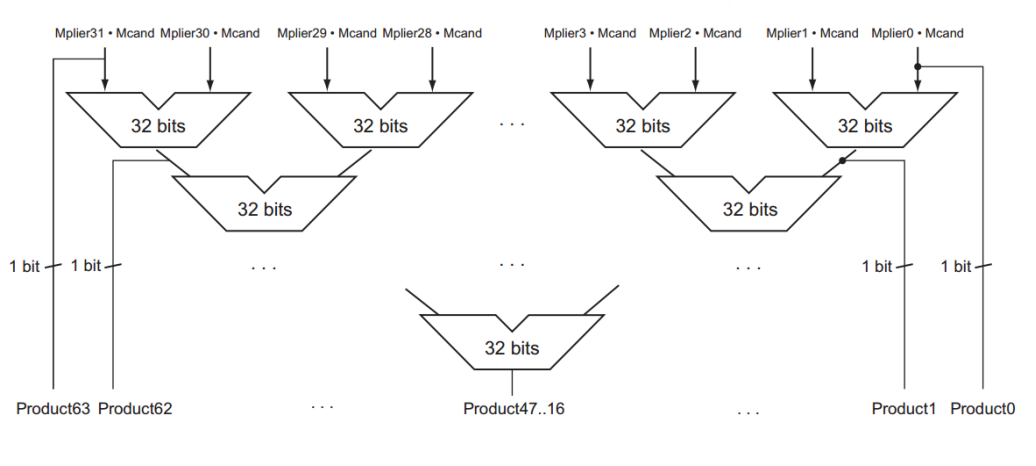 Mplier31 • Mcand Mplier30 • Mcand Mplier29 • Mcand Mplier28 • Mcand Mplier3 • Mcand Mplier2 • Mcand Mplier1 • Mcand Mplier0 • Mcand
32 bits 32 bits . . . 32 bits 32 bits
32 bits 32 bits
1 bit 1 bit . . . . . . . . . 1 bit 1 bit
32 bits
Product63 Product62 . . . Product47..16 . . . Product1 Product0